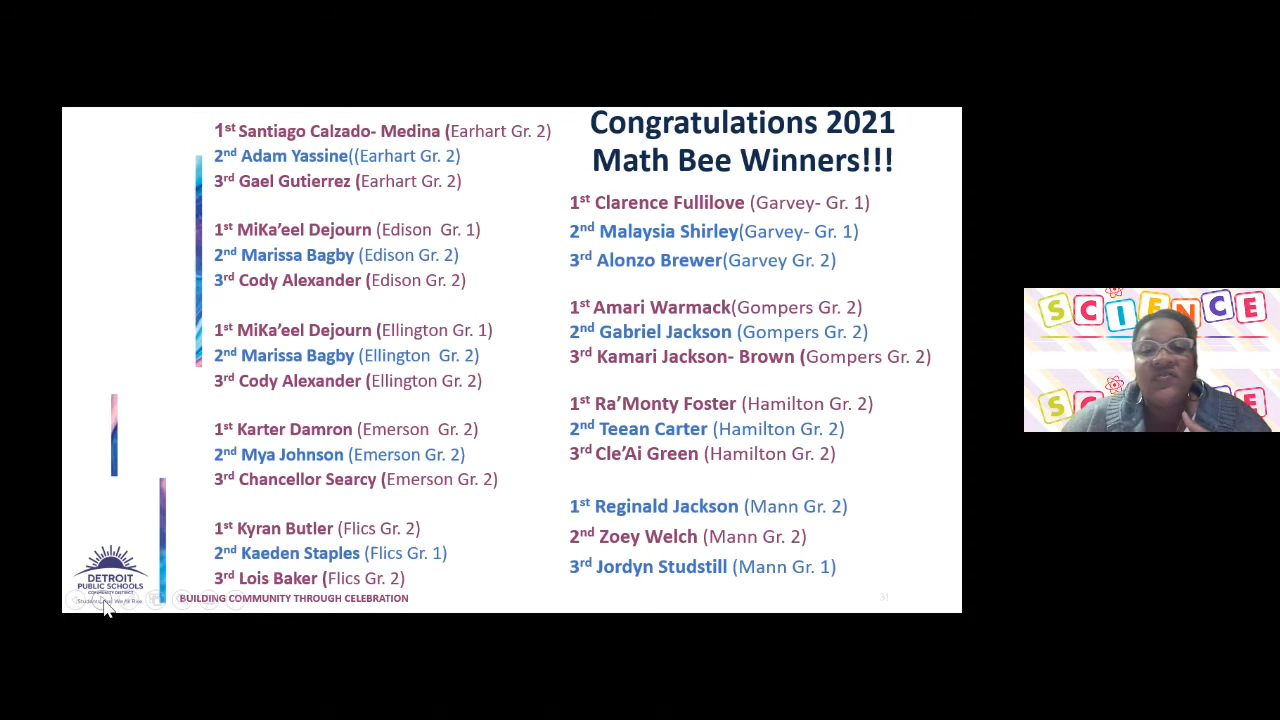 1st Santiago Calzado- Medina (Earhart Gr. 2)
2nd Adam Yassine((Earhart Gr. 2)
3rd Gael Gutierrez (Earhart Gr. 2)
1st MiKa’eel Dejourn (Edison Gr. 1)
2nd Marissa Bagby (Edison Gr. 2)
3rd Cody Alexander (Edison Gr. 2)
1st MiKa’eel Dejourn (Ellington Gr. 1)
2nd Marissa Bagby (Ellington Gr. 2)
3rd Cody Alexander (Ellington Gr. 2)
1st Karter Damron (Emerson Gr. 2)
2nd Mya Johnson (Emerson Gr. 2)
3rd Chancellor Searcy (Emerson Gr. 2)
1st Kyran Butler (Flics Gr. 2)
2nd Kaeden Staples (Flics Gr. 1)
3rd Lois Baker (Flics Gr. 2)
Congratulations 2021
Math Bee Winners!!!
1st Clarence Fullilove (Garvey- Gr. 1)
2nd Malaysia Shirley(Garvey- Gr. 1)
3rd Alonzo Brewer(Garvey Gr. 2)
1st Amari Warmack(Gompers Gr. 2)
2nd Gabriel Jackson (Gompers Gr. 2)
3rd Kamari Jackson- Brown (Gompers Gr. 2)
1st Ra’Monty Foster (Hamilton Gr. 2)
2nd Teean Carter (Hamilton Gr. 2)
3rd Cle’Ai Green (Hamilton Gr. 2)
1st Reginald Jackson (Mann Gr. 2)
2nd Zoey Welch (Mann Gr. 2)
3rd Jordyn Studstill (Mann Gr. 1)
DETROIT
PUBLIC SCHOOLS
COMMUNITY DISTRICT
BUILDING COMMUNITY THROUGH CELEBRATION
31
SCIENCE